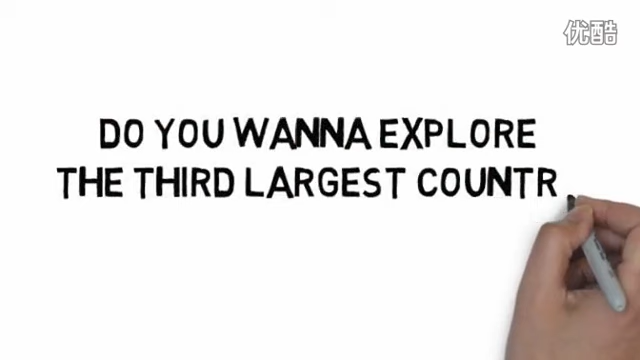 优酷
DO YOU WANNA EXPLORE
THE THIRD LARGEST COUNTR